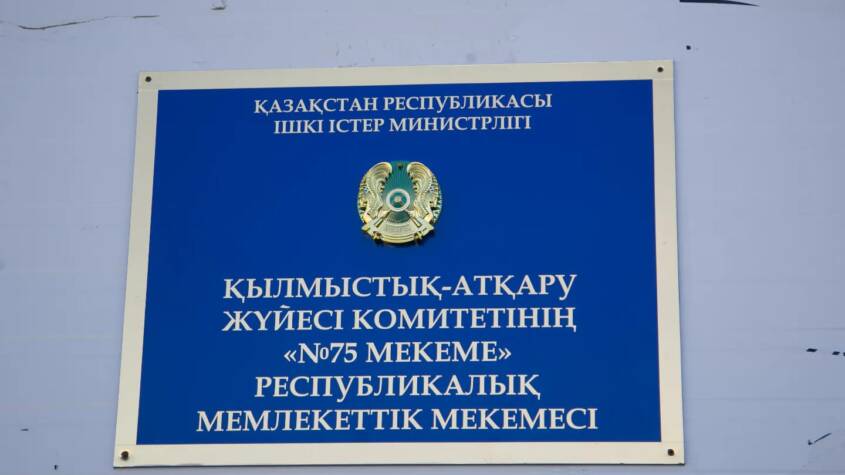 ҚАЗАҚСТАН РЕСПУБЛИКАСЫ
ІШКІ ІСТЕР МИНИСТРЛІГІ
ҚЫЛМЫСТЫҚ-АТҚАРУ
ЖҮЙЕСІ КОМИТЕТІНІҢ
«№75 МЕКЕМЕ»
РЕСПУБЛИКАЛЫҚ
МЕМЛЕКЕТТІК МЕКЕМЕСІ